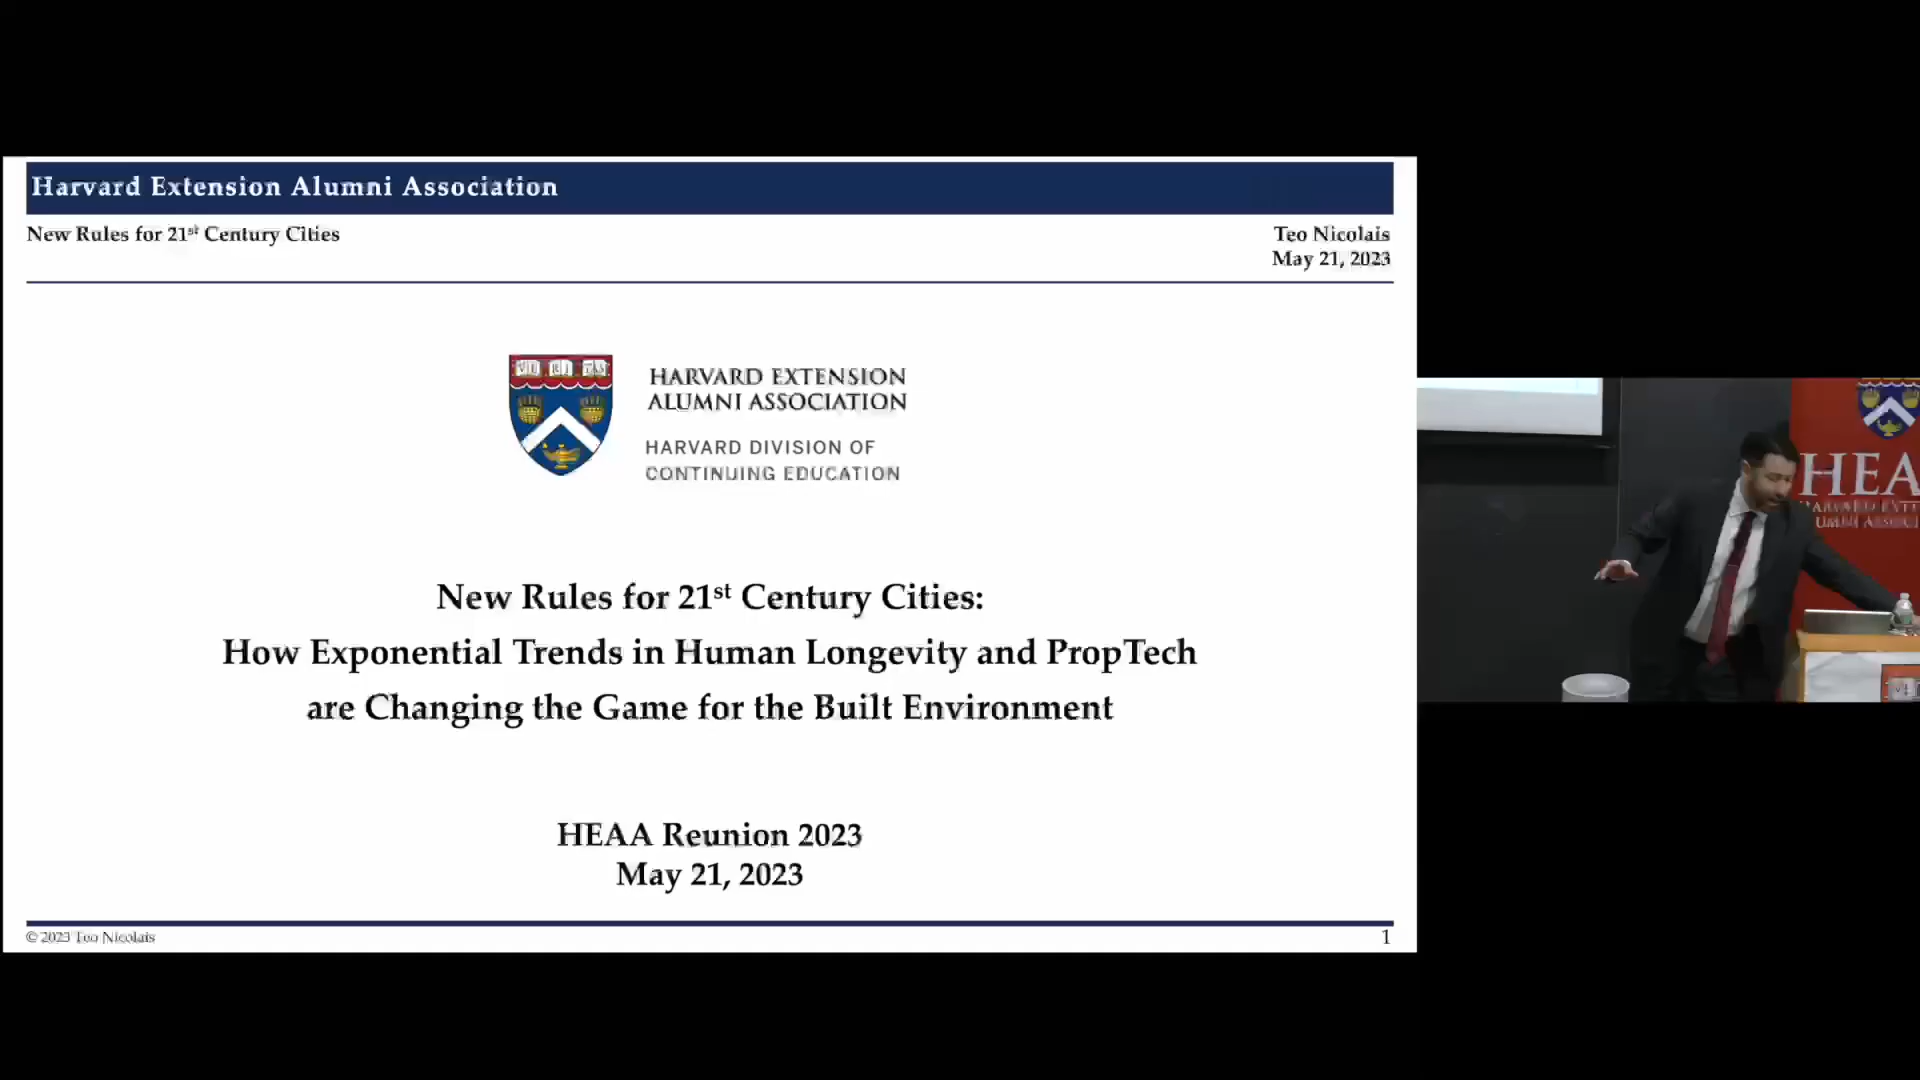 Harvard Extension Alumni Association
New Rules for 21st Century Cities
Teo Nicolais
May 21, 2023
VE RI TAS
HARVARD EXTENSION
ALUMNI ASSOCIATION
HARVARD DIVISION OF
CONTINUING EDUCATION
New Rules for 21st Century Cities:
How Exponential Trends in Human Longevity and PropTech
are Changing the Game for the Built Environment
HEAA Reunion 2023
May 21, 2023
© 2023 Teo Nicolais
1
HEA